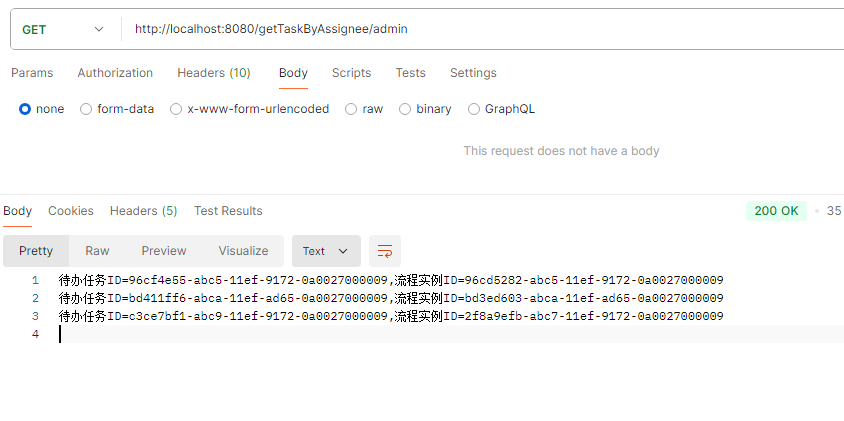 GET http://localhost:8080/getTaskByAssignee/admin
Params Authorization Headers (10) Body Scripts Tests Settings
none form-data x-www-form-urlencoded raw binary GraphQL
This request does not have a body
Body Cookies Headers (5) Test Results 200 OK 35
Pretty Raw Preview Visualize Text
1 待办任务ID=96cf4e55-abc5-11ef-9172-0a0027000009,流程实例ID=96cd5282-abc5-11ef-9172-0a0027000009
2 待办任务ID=bd411ff6-abca-11ef-ad65-0a0027000009,流程实例ID=bd3ed603-abca-11ef-ad65-0a0027000009
3 待办任务ID=c3ce7bf1-abc9-11ef-9172-0a0027000009,流程实例ID=2f8a9efb-abc7-11ef-9172-0a0027000009
4